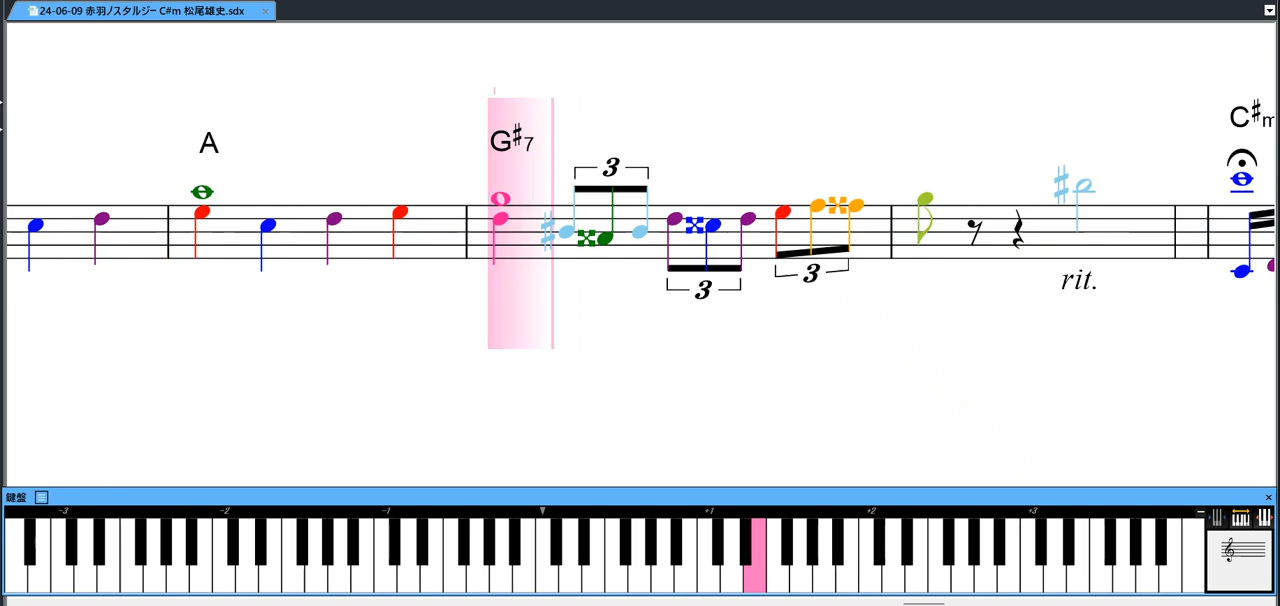 24-06-09 赤羽ノスタルジー C#m 松尾雄史.sdx
A
G#7
C#m
3
3
3
rit.
鍵盤
-3 -2 -1 +1 +2 +3